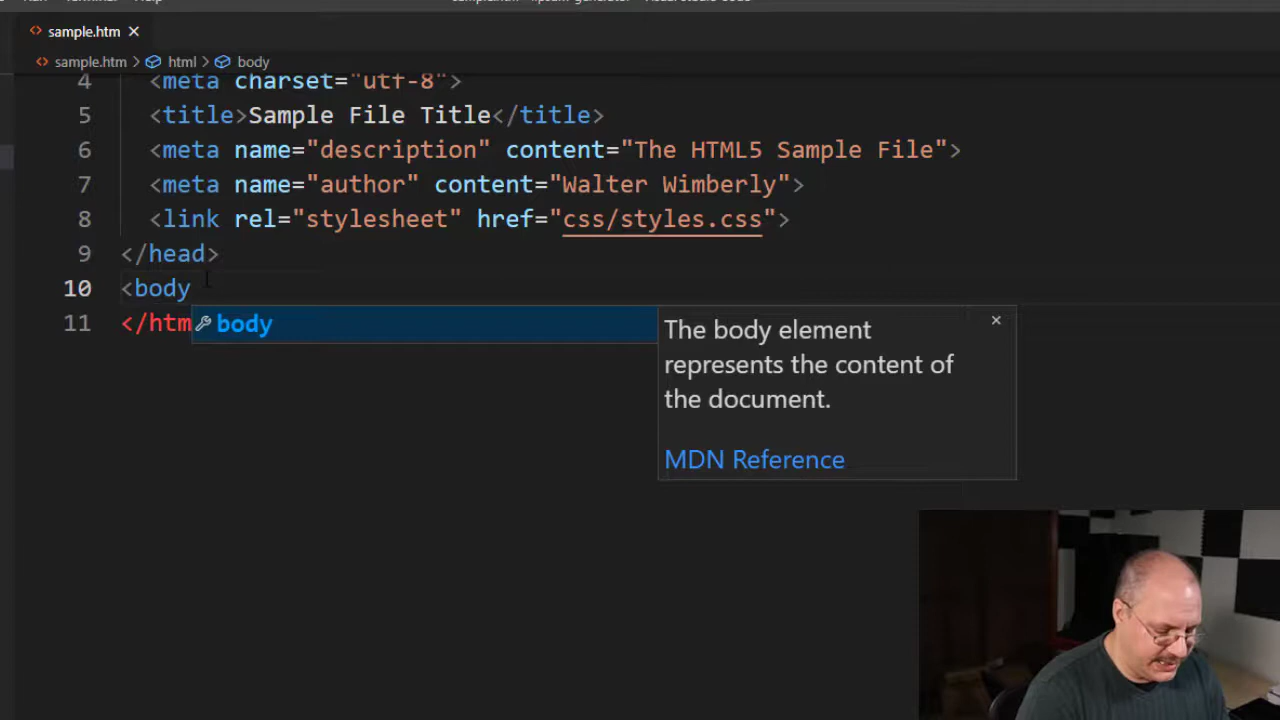 sample.htm
sample.htm > html > body
4 <meta charset="utf-8">
5 <title>Sample File Title</title>
6 <meta name="description" content="The HTML5 Sample File">
7 <meta name="author" content="Walter Wimberly">
8 <link rel="stylesheet" href="css/styles.css">
9 </head>
10 <body
11 </htm
body
The body element
represents the content of
the document.
MDN Reference